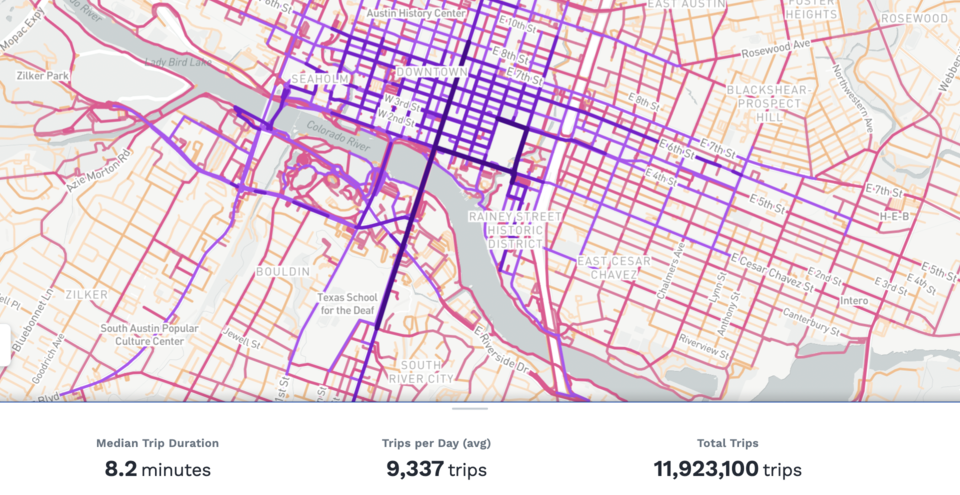 Austin History Center
EAST AUSTIN
FOSTER
HEIGHTS
ROSEWOOD
Mopac Expy
E 10th St
Rosewood Ave
Lady Bird Lake
E 8th St
Zilker Park
SEAHOLM
DOWNTOWN
E 7th St
Northwestern Ave
BLACKSHEAR-
PROSPECT
HILL
W 3rd St
W 2nd St
E 8th St
Colorado River
E 6th St
E 7th St
Azie Morton Rd
E 4th St
E 7th St
E 5th St
H-E-B
RAINEY STREET
HISTORIC
DISTRICT
BOULDIN
EAST CESAR
CHAVEZ
Chalmers Ave
E Cesar Chavez St
E 2nd St
E 3rd St
E 4th St
E 5th St
ZILKER
Bluebonnet Ln
Texas School
for the Deaf
Lynn St
Anthony St
Intero
Canterbury St
South Austin Popular
Culture Center
Jewell St
Goodrich Ave
E Riverside Dr
Riverview St
SOUTH
RIVER CITY
1st St
Blvd
Median Trip Duration
8.2 minutes
Trips per Day (avg)
9,337 trips
Total Trips
11,923,100 trips